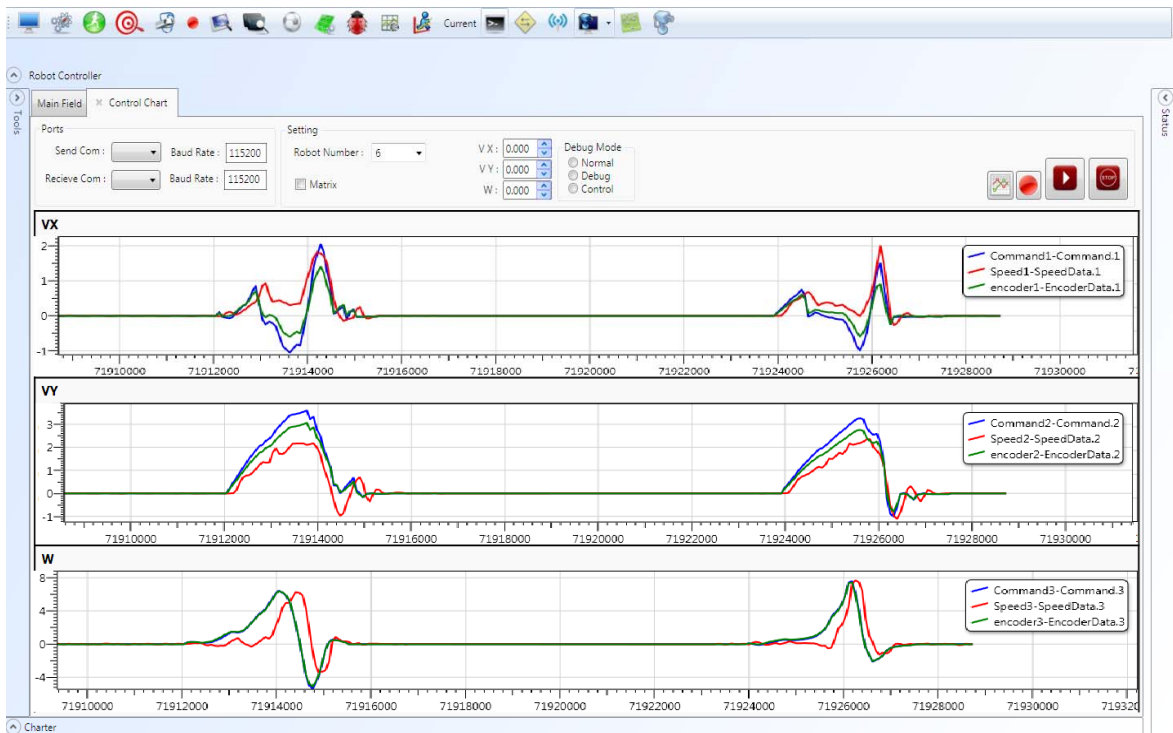 Current
Robot Controller
Tools
Main Field
Control Chart
Status
Ports
Send Com :
Baud Rate : 115200
Recieve Com :
Baud Rate : 115200
Setting
Robot Number : 6
Matrix
V X : 0.000
V Y : 0.000
W : 0.000
Debug Mode
Normal
Debug
Control
STOP
VX
2
1
0
-1
Command1-Command.1
Speed1-SpeedData.1
encoder1-EncoderData.1
71910000 71912000 71914000 71916000 71918000 71920000 71922000 71924000 71926000 71928000 71930000
VY
3
2
1
0
-1
Command2-Command.2
Speed2-SpeedData.2
encoder2-EncoderData.2
71910000 71912000 71914000 71916000 71918000 71920000 71922000 71924000 71926000 71928000 71930000
W
8
4
0
-4
Command3-Command.3
Speed3-SpeedData.3
encoder3-EncoderData.3
71910000 71912000 71914000 71916000 71918000 71920000 71922000 71924000 71926000 71928000 71930000 719320
Charter